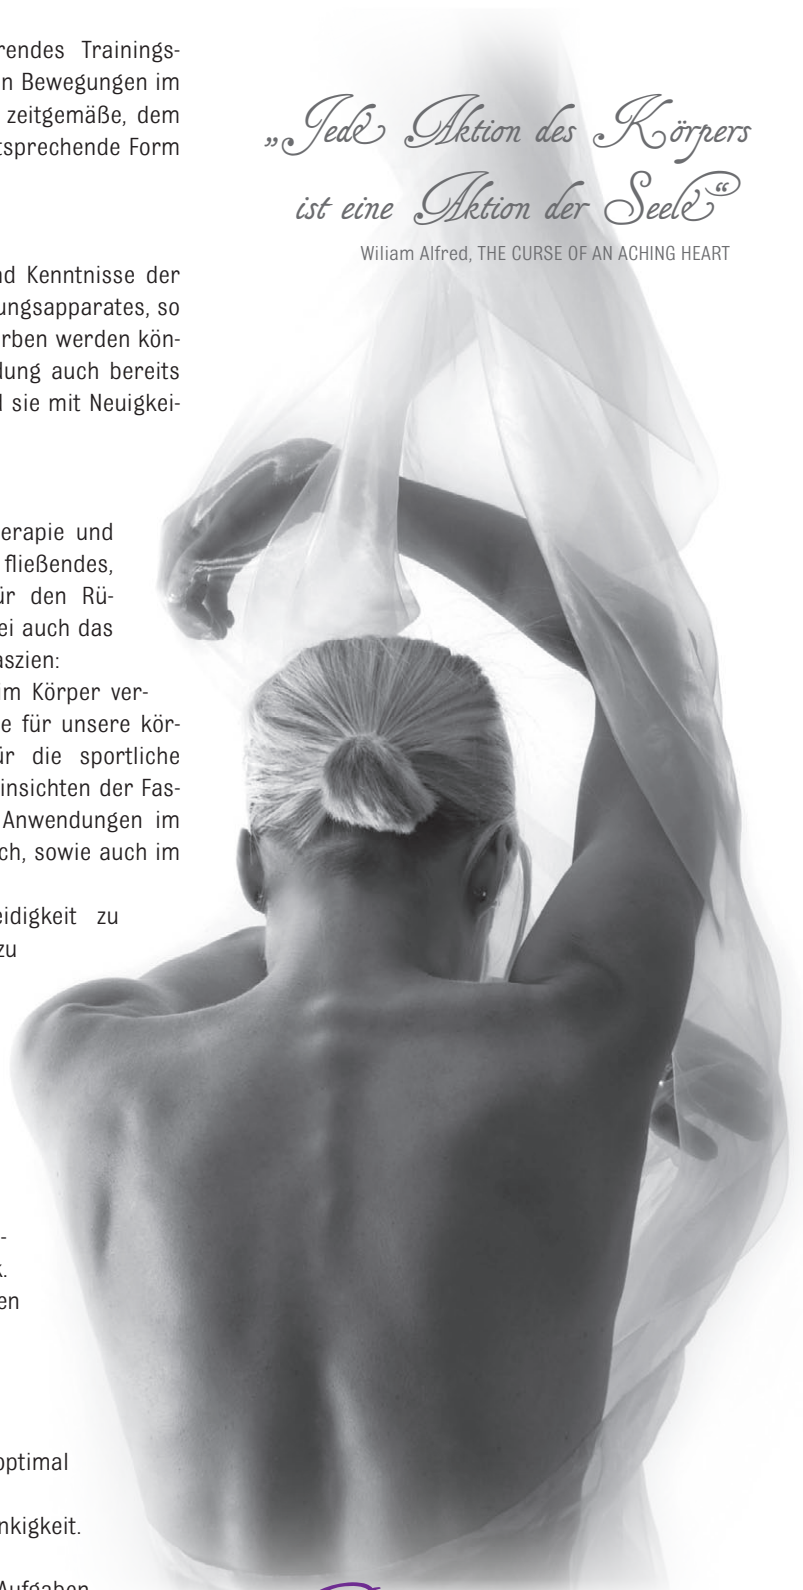 rendes Trainings-
n Bewegungen im
zeitgemäße, dem
tsprechende Form
„Jede Aktion des Körpers
ist eine Aktion der Seele“
Wiliam Alfred, THE CURSE OF AN ACHING HEART
nd Kenntnisse der
ungsapparates, so
rben werden kön-
dung auch bereits
sie mit Neuigkei-
erapie und
fließendes,
ür den Rü-
ei auch das
aszien:
im Körper ver-
e für unsere kör-
ür die sportliche
insichten der Fas-
Anwendungen im
ch, sowie auch im
eidigkeit zu
zu
-
k.
en
optimal
nkigkeit.
Aufgaben